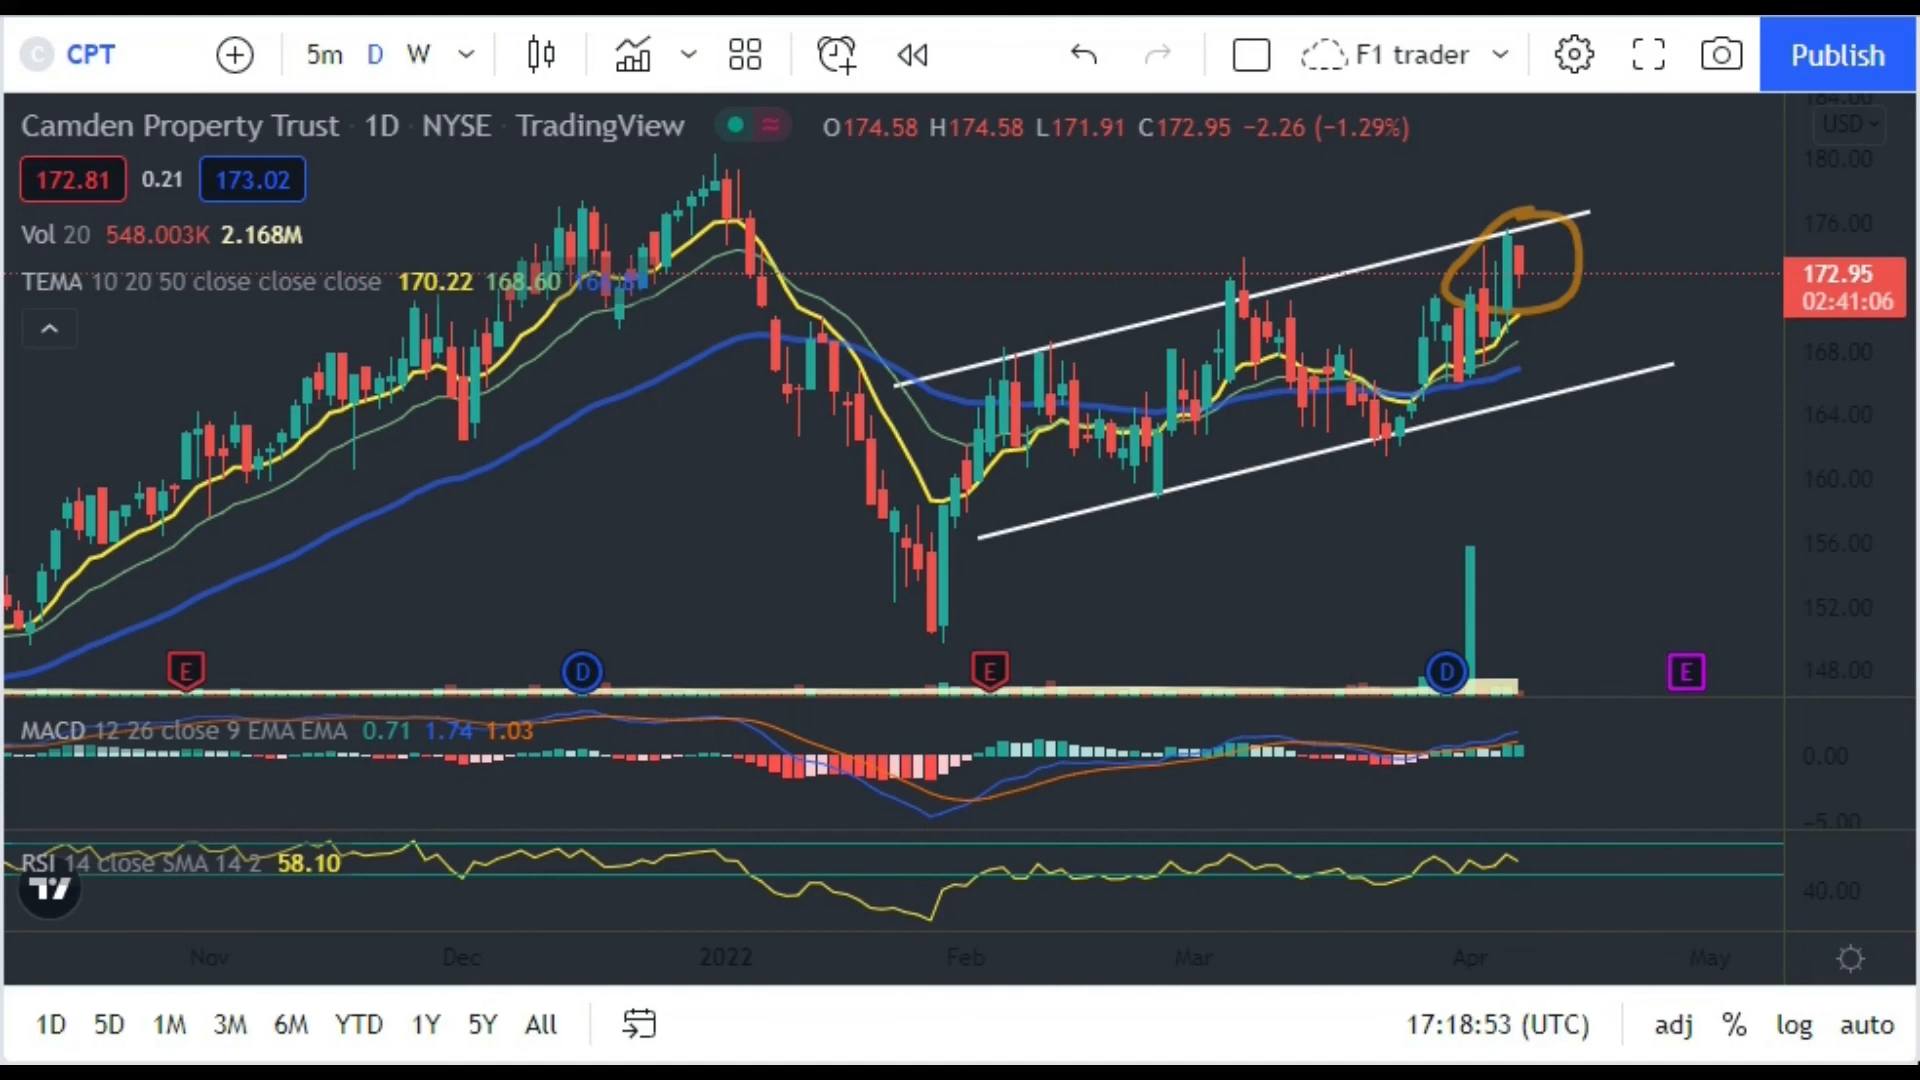 C CPT 5m D W F1 trader Publish
Camden Property Trust · 1D · NYSE · TradingView O174.58 H174.58 L171.91 C172.95 −2.26 (−1.29%)
184.00
USD
172.81 0.21 173.02
180.00
Vol 20 548.003K 2.168M
176.00
TEMA 10 20 50 close close close 170.22 168.60
172.95
02:41:06
168.00
164.00
160.00
156.00
152.00
148.00
E D E D E
MACD 12 26 close 9 EMA EMA 0.71 1.74 1.03
0.00
−5.00
RSI 14 close SMA 14 2 58.10
40.00
Nov Dec 2022 Feb Mar Apr May
1D 5D 1M 3M 6M YTD 1Y 5Y All 17:18:53 (UTC) adj % log auto